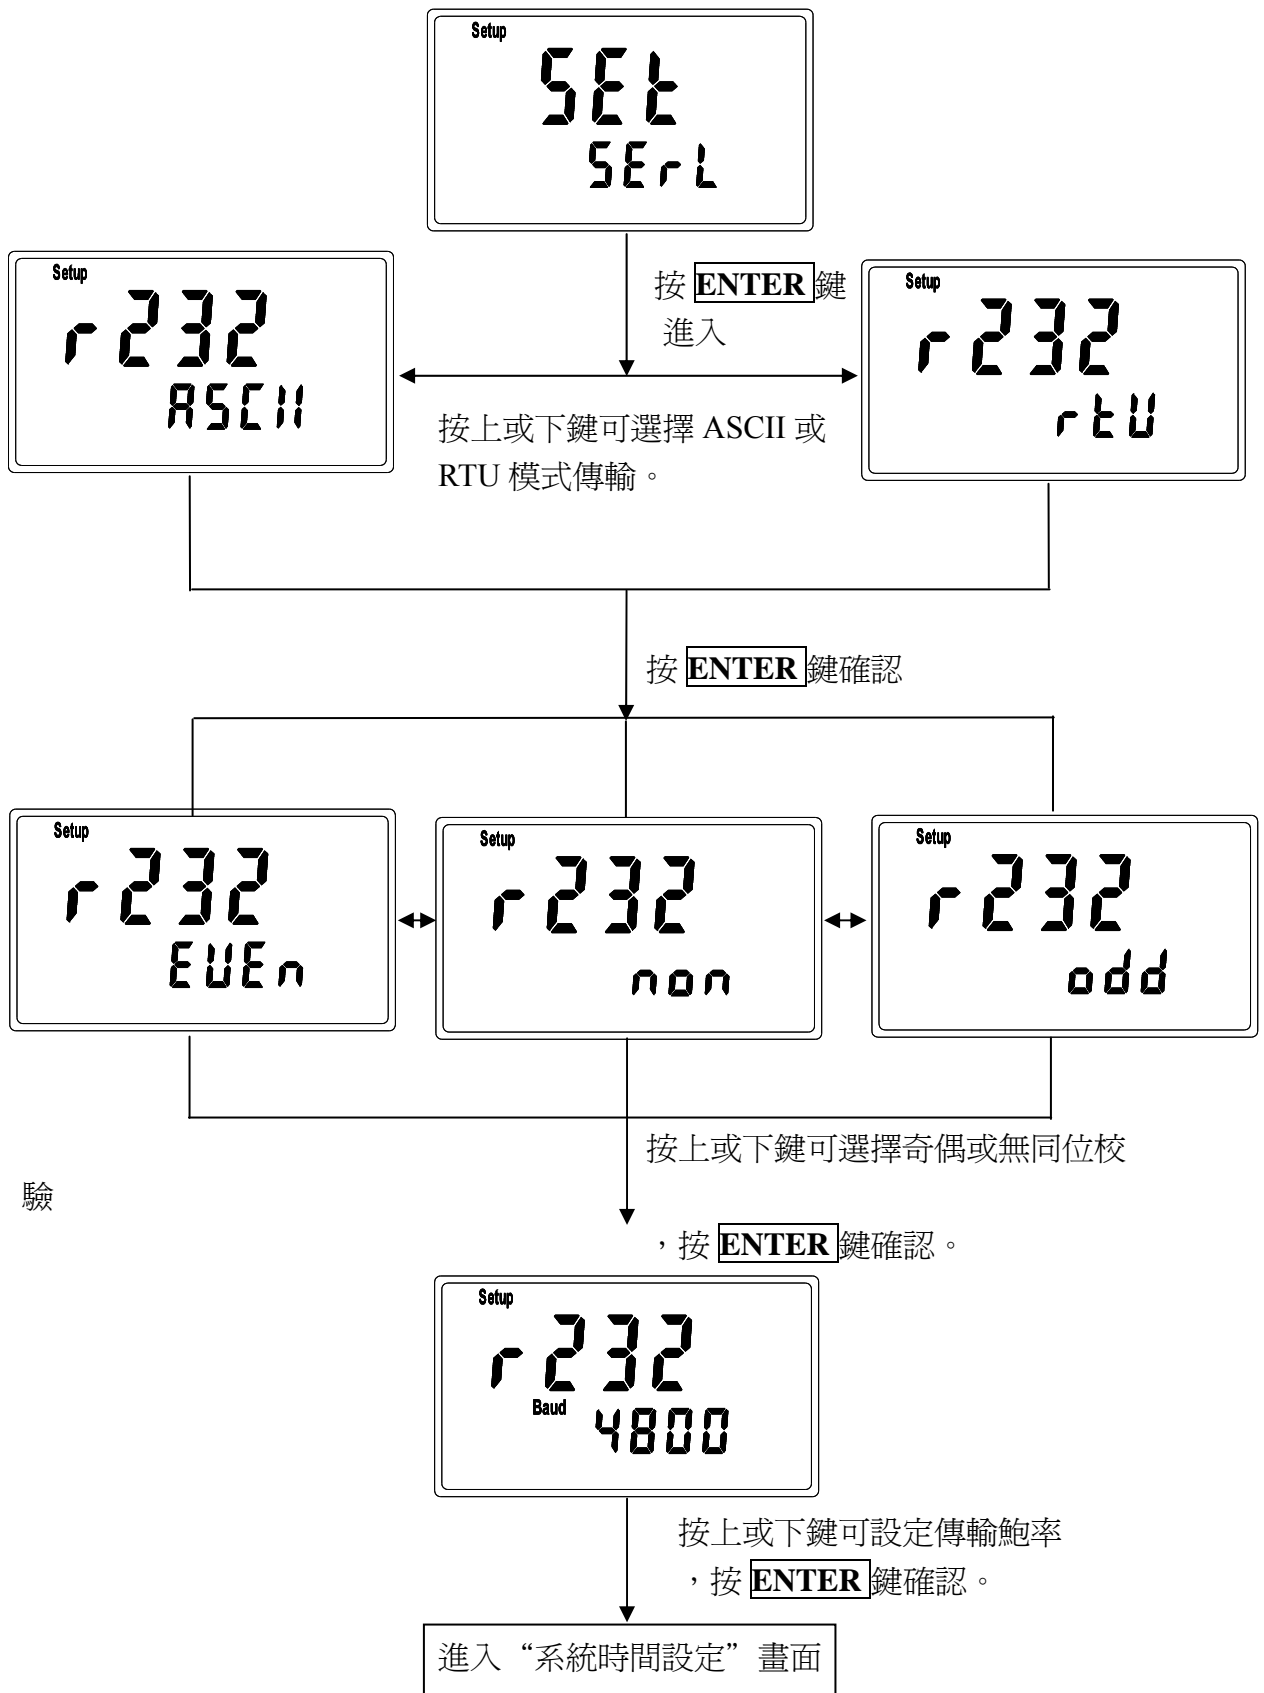 Setup
SEt
SErL
按 ENTER 鍵
進入
Setup
r232
ASCII
Setup
r232
rtU
按上或下鍵可選擇 ASCII 或
RTU 模式傳輸。
按 ENTER 鍵確認
Setup
r232
EVEn
Setup
r232
non
Setup
r232
odd
按上或下鍵可選擇奇偶或無同位校
驗
，按 ENTER 鍵確認。
Setup
r232
Baud 4800
按上或下鍵可設定傳輸鮑率
，按 ENTER 鍵確認。
進入“系統時間設定”畫面